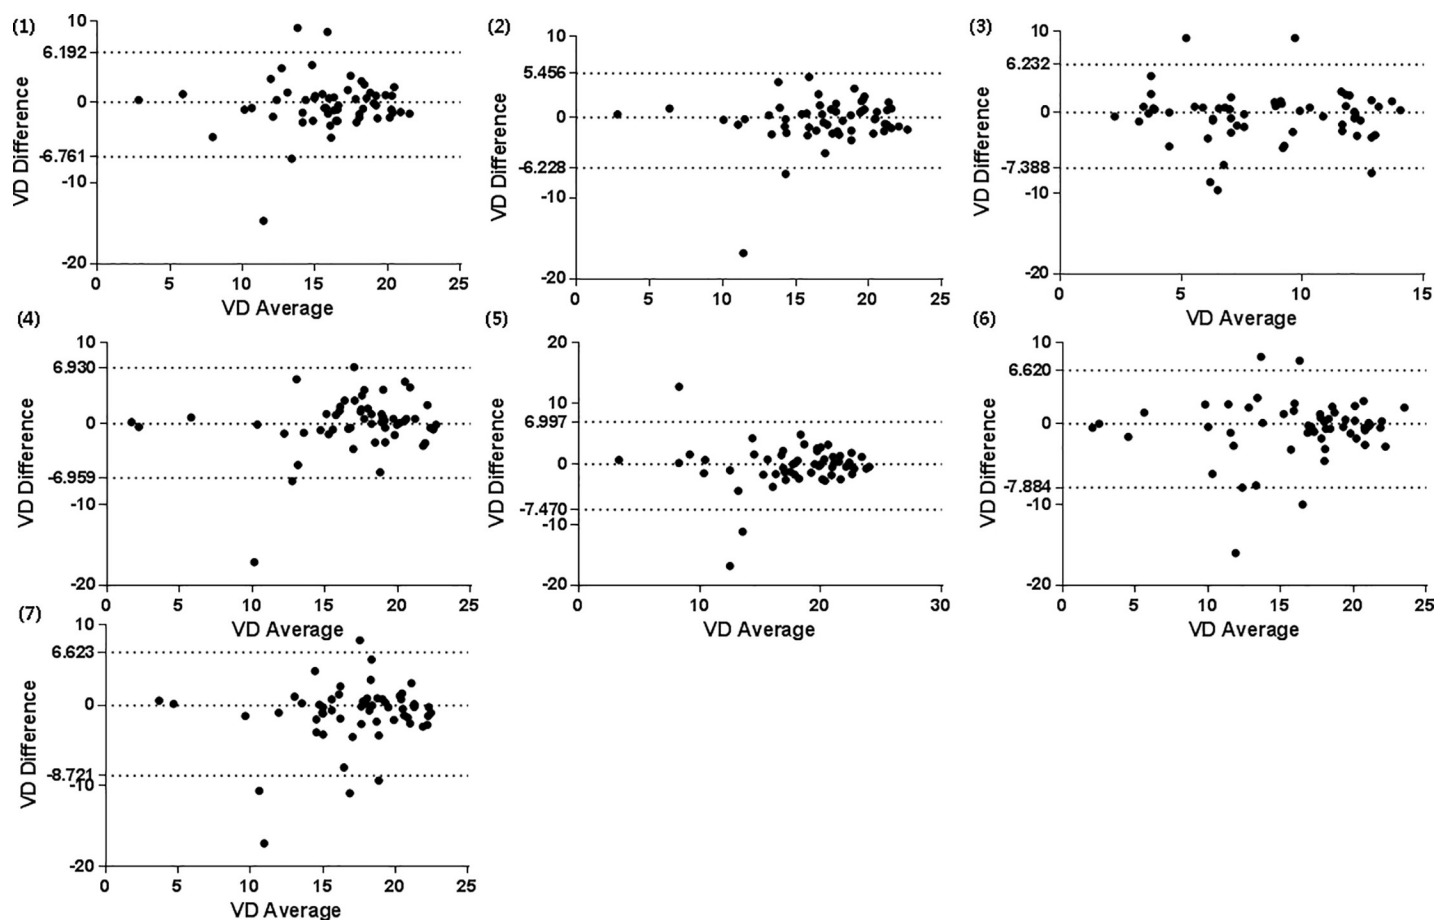 (1)
VD Difference
10
6.192
0
-6.761
-10
-20
0 5 10 15 20 25
VD Average
(2)
VD Difference
10
5.456
0
-6.228
-10
-20
0 5 10 15 20 25
VD Average
(3)
VD Difference
10
6.232
0
-7.388
-10
-20
0 5 10 15
VD Average
(4)
VD Difference
10
6.930
0
-6.959
-10
-20
0 5 10 15 20 25
VD Average
(5)
VD Difference
20
10
6.997
0
-7.470
-10
-20
0 10 20 30
VD Average
(6)
VD Difference
10
6.620
0
-7.884
-10
-20
0 5 10 15 20 25
VD Average
(7)
VD Difference
10
6.623
0
-8.721
-10
-20
0 5 10 15 20 25
VD Average